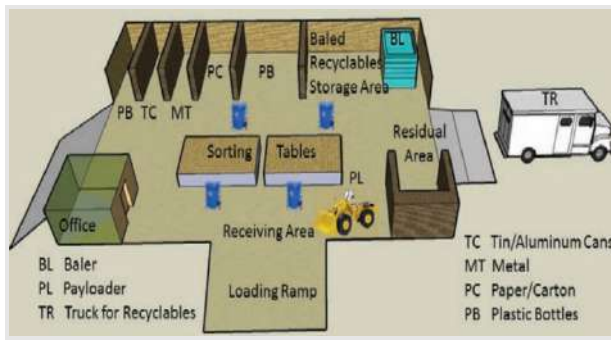 Baled
BL
PC
PB
Recyclables
Storage Area
TR
PB TC MT
Residual
Area
Sorting
Tables
PL
Office
Receiving Area
Loading Ramp
BL Baler
PL Payloader
TR Truck for Recyclables
TC Tin/Aluminum Cans
MT Metal
PC Paper/Carton
PB Plastic Bottles